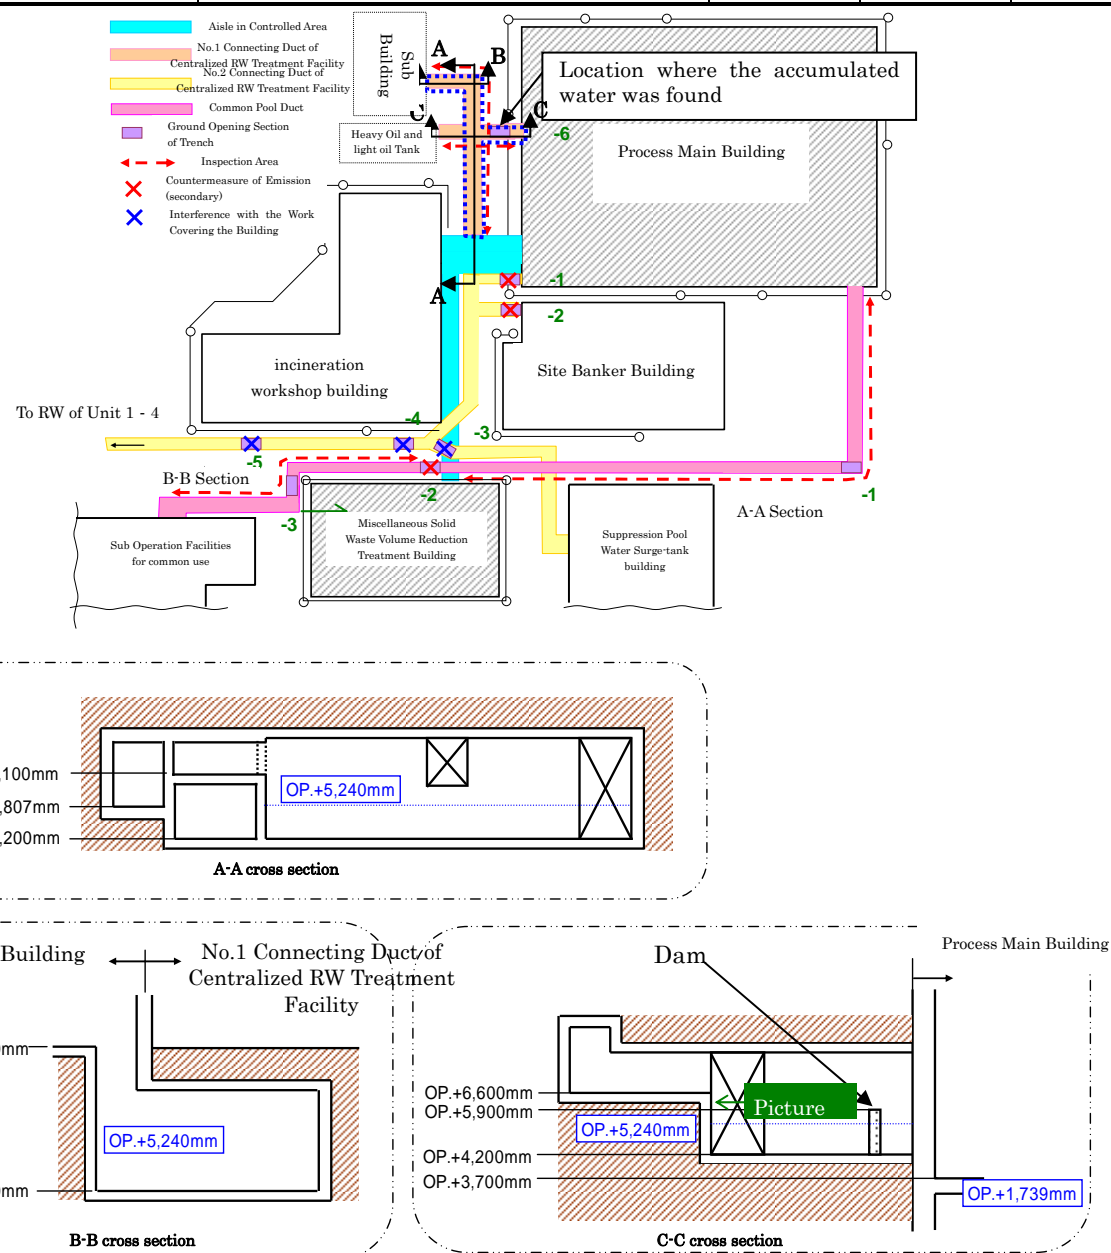 Aisle in Controlled Area
No.1 Connecting Duct of
Centralized RW Treatment Facility
No.2 Connecting Duct of
Centralized RW Treatment Facility
Common Pool Duct
Ground Opening Section
of Trench
Inspection Area
Countermeasure of Emission
(secondary)
Interference with the Work
Covering the Building
Sub
Building
A
B
C
C
Heavy Oil and
light oil Tank
Location where the accumulated
water was found
-6
Process Main Building
A
-1
-2
incineration
workshop building
Site Banker Building
To RW of Unit 1 - 4
-4
-3
-5
B-B Section
-2
-1
A-A Section
-3
Sub Operation Facilities
for common use
Miscellaneous Solid
Waste Volume Reduction
Treatment Building
Suppression Pool
Water Surge-tank
building
,100mm
,807mm
,200mm
OP.+5,240mm
A-A cross section
Building
No.1 Connecting Duct of
Centralized RW Treatment
Facility
0mm
OP.+5,240mm
0mm
B-B cross section
Dam
Process Main Building
OP.+6,600mm
OP.+5,900mm
Picture
OP.+5,240mm
OP.+4,200mm
OP.+3,700mm
OP.+1,739mm
C-C cross section